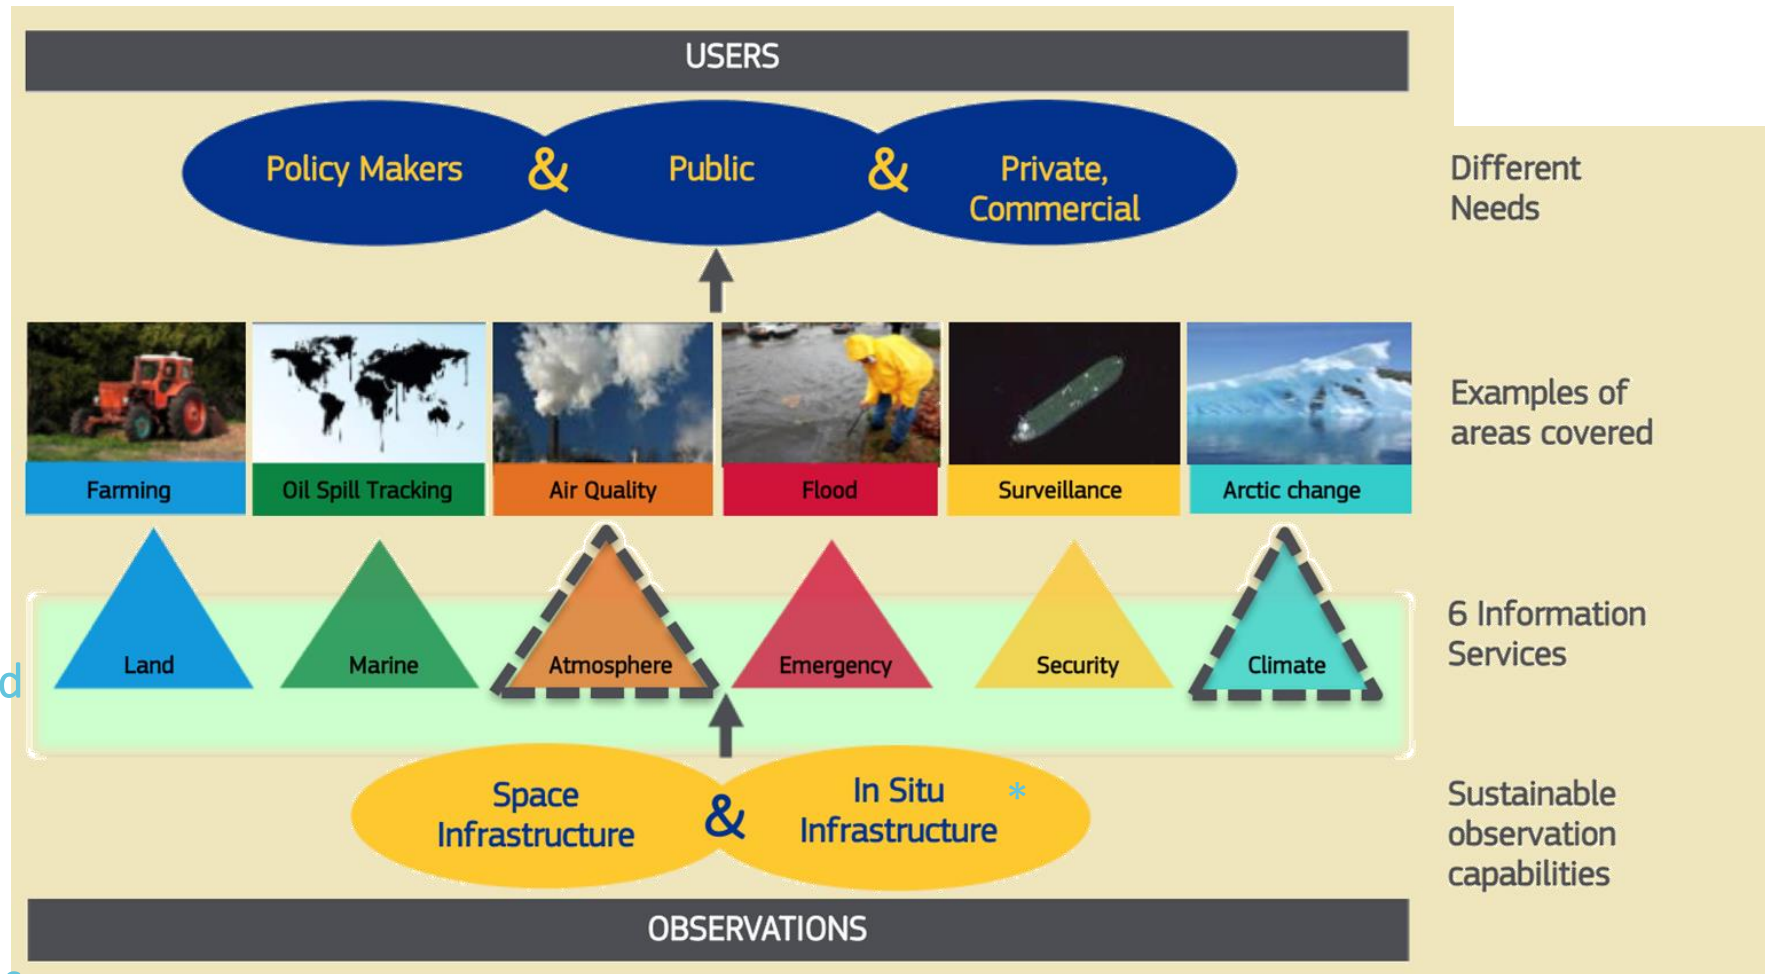 USERS
Policy Makers & Public & Private,
Commercial
Different
Needs
Examples of
areas covered
Farming
Oil Spill Tracking
Air Quality
Flood
Surveillance
Arctic change
6 Information
Services
Land
Marine
Atmosphere
Emergency
Security
Climate
d
Space
Infrastructure
&
In Situ *
Infrastructure
Sustainable
observation
capabilities
OBSERVATIONS